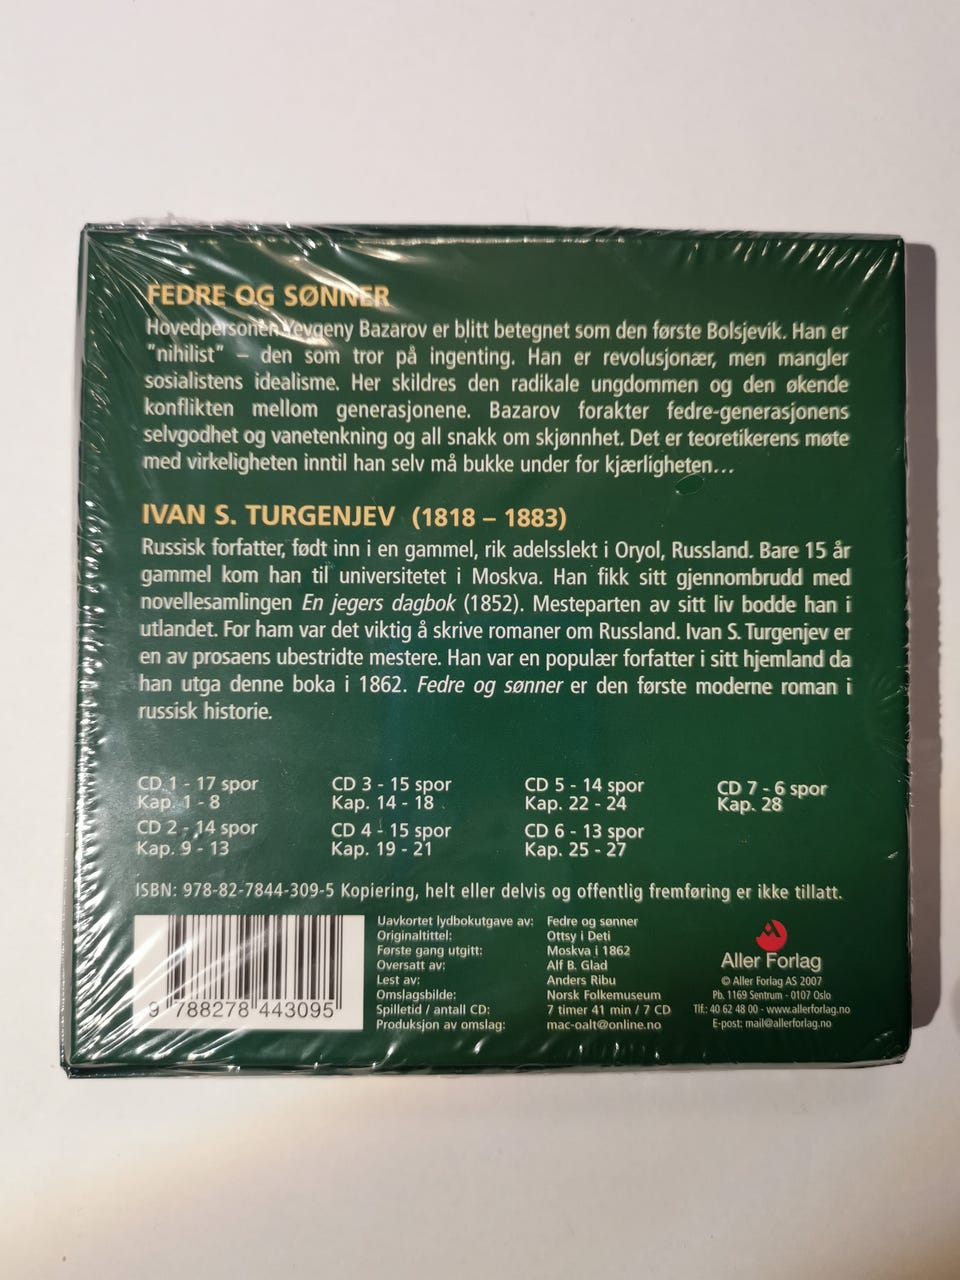 FEDRE OG SØNNER
Hovedpersonen Yevgeny Bazarov er blitt betegnet som den første Bolsjevik. Han er
"nihilist" – den som tror på ingenting. Han er revolusjonær, men mangler
sosialistens idealisme. Her skildres den radikale ungdommen og den økende
konflikten mellom generasjonene. Bazarov forakter fedre-generasjonens
selvgodhet og vanetenkning og all snakk om skjønnhet. Det er teoretikerens møte
med virkeligheten inntil han selv må bukke under for kjærligheten...
IVAN S. TURGENJEV (1818 – 1883)
Russisk forfatter, født inn i en gammel, rik adelsslekt i Oryol, Russland. Bare 15 år
gammel kom han til universitetet i Moskva. Han fikk sitt gjennombrudd med
novellesamlingen En jegers dagbok (1852). Mesteparten av sitt liv bodde han i
utlandet. For ham var det viktig å skrive romaner om Russland. Ivan S. Turgenjev er
en av prosaens ubestridte mestere. Han var en populær forfatter i sitt hjemland da
han utga denne boka i 1862. Fedre og sønner er den første moderne roman i
russisk historie.
CD 1 - 17 spor
Kap. 1 - 8
CD 2 - 14 spor
Kap. 9 - 13
CD 3 - 15 spor
Kap. 14 - 18
CD 4 - 15 spor
Kap. 19 - 21
CD 5 - 14 spor
Kap. 22 - 24
CD 6 - 13 spor
Kap. 25 - 27
CD 7 - 6 spor
Kap. 28
ISBN: 978-82-7844-309-5 Kopiering, helt eller delvis og offentlig fremføring er ikke tillatt.
9 788278 443095
Uavkortet lydbokutgave av: Fedre og sønner
Originaltittel: Ottsy i Deti
Første gang utgitt: Moskva i 1862
Oversatt av: Alf B. Glad
Lest av: Anders Ribu
Omslagsbilde: Norsk Folkemuseum
Spilletid / antall CD: 7 timer 41 min / 7 CD
Produksjon av omslag: mac-oalt@online.no
Aller Forlag
© Aller Forlag AS 2007
Pb. 1169 Sentrum - 0107 Oslo
Tlf.: 40 62 48 00 - www.allerforlag.no
E-post: mail@allerforlag.no